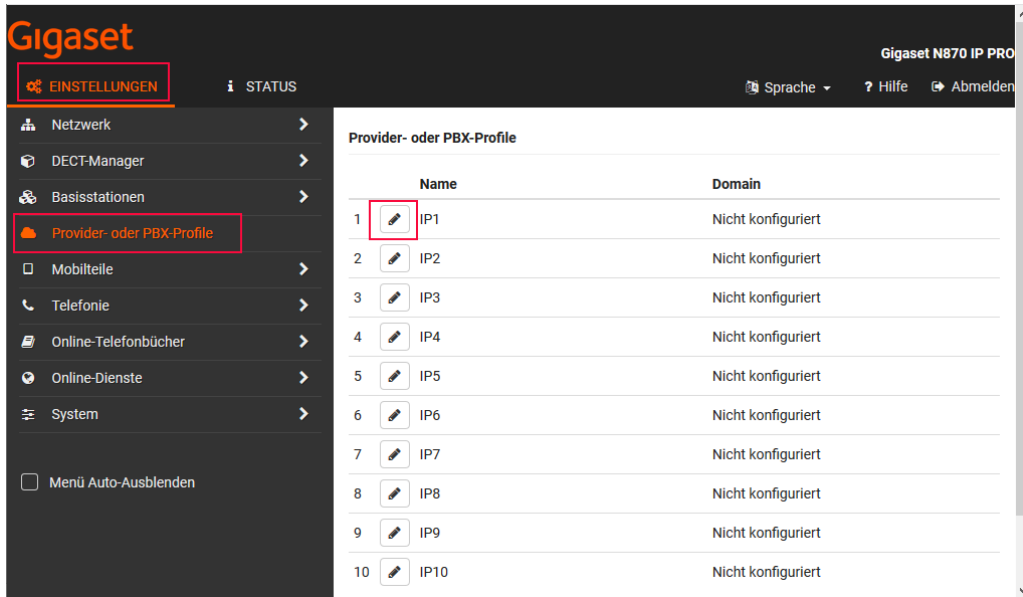 Gigaset
Gigaset N870 IP PRO
EINSTELLUNGEN
STATUS
Sprache
? Hilfe
Abmelden
Netzwerk
DECT-Manager
Basisstationen
Provider- oder PBX-Profile
Mobilteile
Telefonie
Online-Telefonbücher
Online-Dienste
System
Menü Auto-Ausblenden
Provider- oder PBX-Profile
Name Domain
1 IP1 Nicht konfiguriert
2 IP2 Nicht konfiguriert
3 IP3 Nicht konfiguriert
4 IP4 Nicht konfiguriert
5 IP5 Nicht konfiguriert
6 IP6 Nicht konfiguriert
7 IP7 Nicht konfiguriert
8 IP8 Nicht konfiguriert
9 IP9 Nicht konfiguriert
10 IP10 Nicht konfiguriert